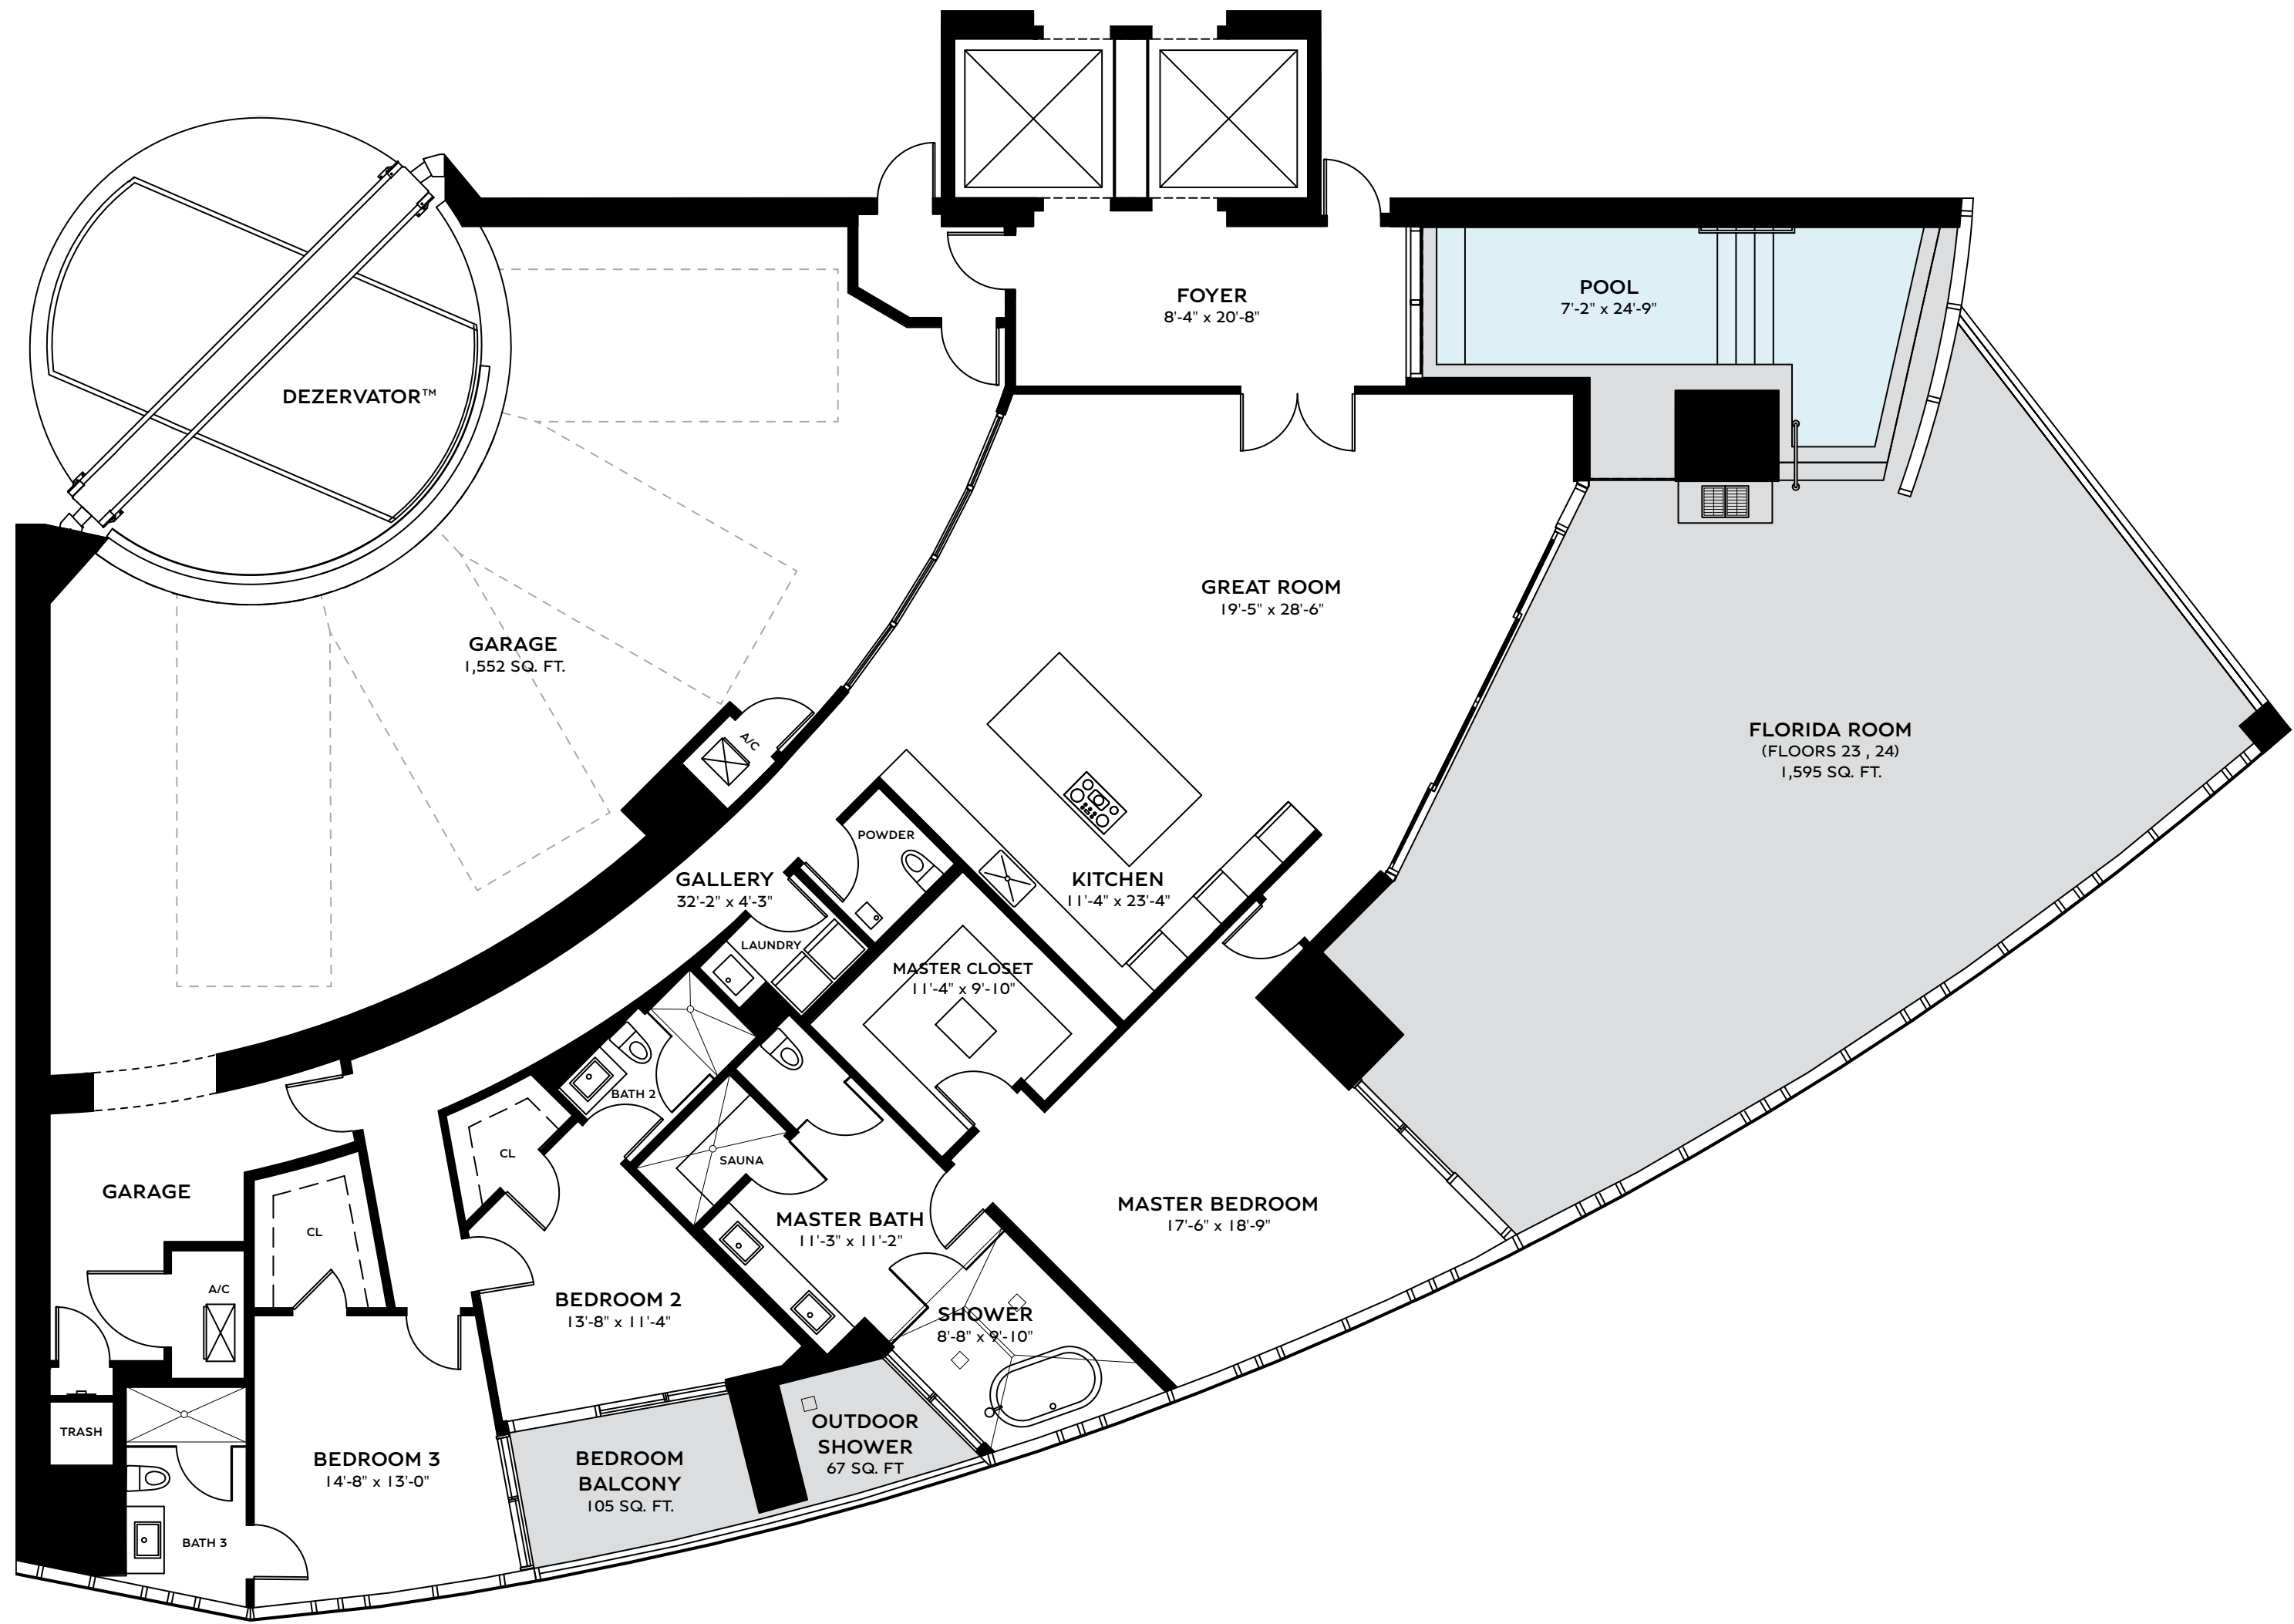 FOYER
8'-4" x 20'-8"
POOL
7'-2" x 24'-9"
DEZERVATOR™
GREAT ROOM
19'-5" x 28'-6"
GARAGE
1,552 SQ. FT.
FLORIDA ROOM
(FLOORS 23 , 24)
1,595 SQ. FT.
A/C
POWDER
GALLERY
32'-2" x 4'-3"
KITCHEN
11'-4" x 23'-4"
LAUNDRY
MASTER CLOSET
11'-4" x 9'-10"
BATH 2
CL
SAUNA
GARAGE
MASTER BATH
11'-3" x 11'-2"
MASTER BEDROOM
17'-6" x 18'-9"
CL
A/C
BEDROOM 2
13'-8" x 11'-4"
SHOWER
8'-8" x 9'-10"
TRASH
BEDROOM 3
14'-8" x 13'-0"
BEDROOM
BALCONY
105 SQ. FT.
OUTDOOR
SHOWER
67 SQ. FT
BATH 3